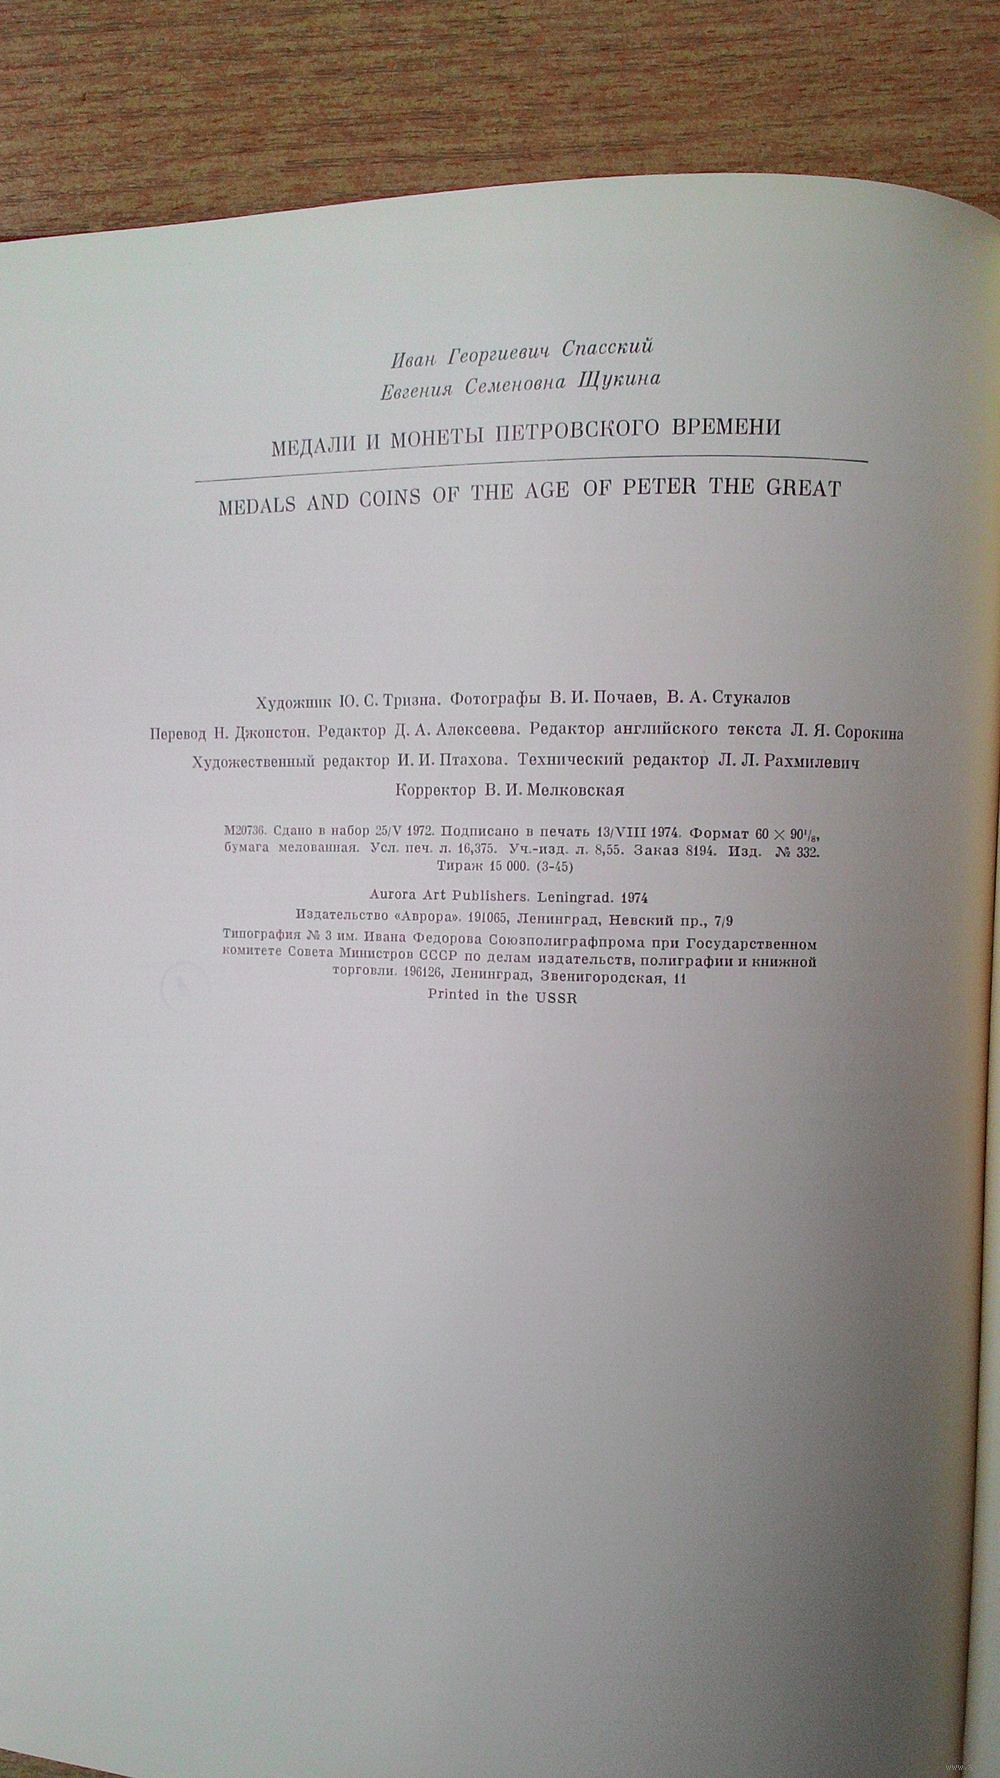 Иван Георгиевич Спасский
Евгения Семеновна Щукина
МЕДАЛИ И МОНЕТЫ ПЕТРОВСКОГО ВРЕМЕНИ
MEDALS AND COINS OF THE AGE OF PETER THE GREAT
Художник Ю. С. Тризна. Фотографы В. И. Почаев, В. А. Стукалов
Перевод Н. Джонстон. Редактор Д. А. Алексеева. Редактор английского текста Л. Я. Сорокина
Художественный редактор И. И. Птахова. Технический редактор Л. Л. Рахмилевич
Корректор В. И. Мелковская
М20736. Сдано в набор 25/V 1972. Подписано в печать 13/VIII 1974. Формат 60 × 90¹/₈,
бумага мелованная. Усл. печ. л. 16,375. Уч.-изд. л. 8,55. Заказ 8194. Изд. № 332.
Тираж 15 000. (3-45)
Aurora Art Publishers. Leningrad. 1974
Издательство «Аврора». 191065, Ленинград, Невский пр., 7/9
Типография № 3 им. Ивана Федорова Союзполиграфпрома при Государственном
комитете Совета Министров СССР по делам издательств, полиграфии и книжной
торговли. 196126, Ленинград, Звенигородская, 11
Printed in the USSR